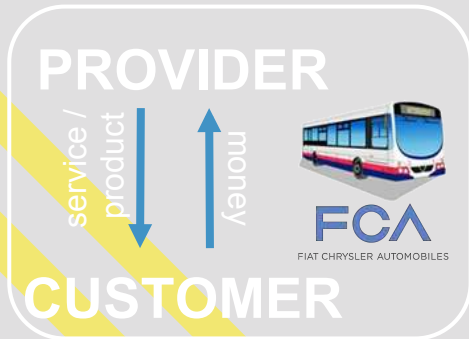 PROVIDER
service /
product
money
FCA
FIAT CHRYSLER AUTOMOBILES
CUSTOMER